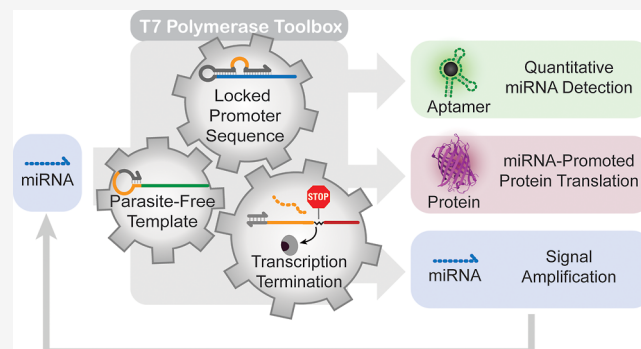 T7 Polymerase Toolbox
Locked
Promoter
Sequence
miRNA
Parasite-Free
Template
STOP
Transcription
Termination
Aptamer
Quantitative
miRNA Detection
Protein
miRNA-Promoted
Protein Translation
miRNA
Signal
Amplification